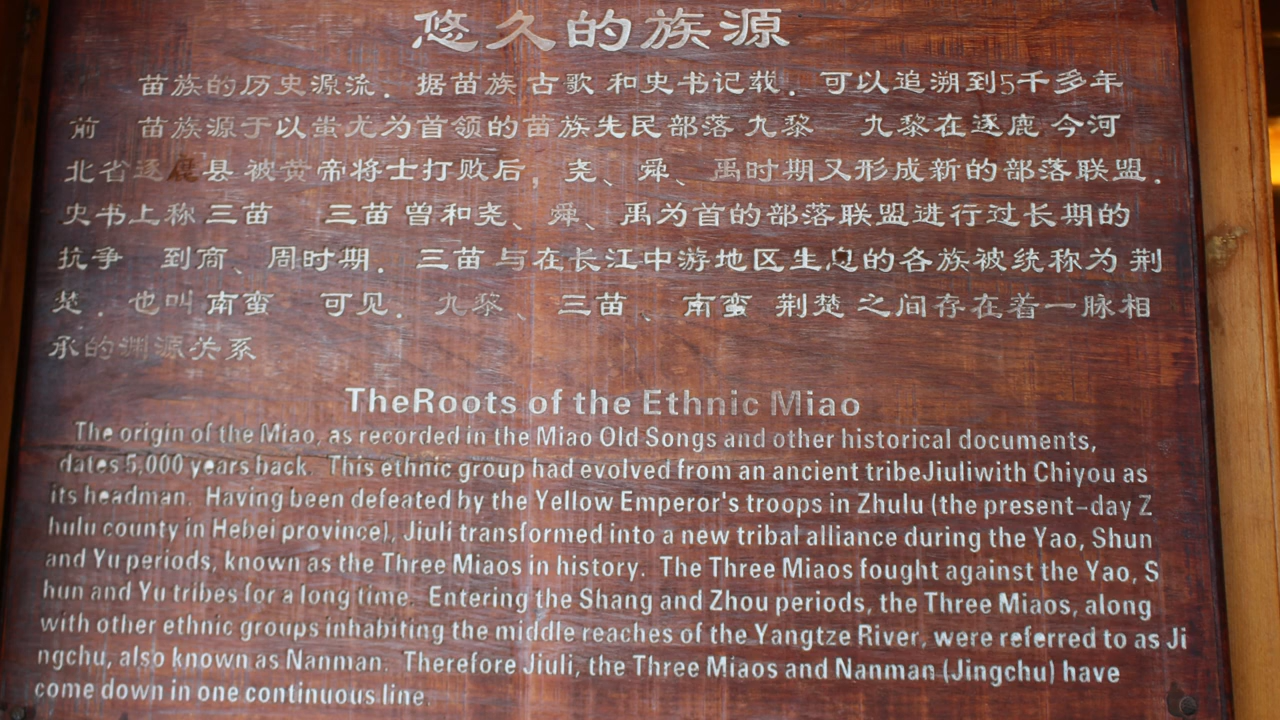 悠久的族源
苗族的历史源流．据苗族 古歌 和史书记载．可以追溯到5千多年
前 苗族源于以蚩尤为首领的苗族先民部落 九黎 九黎在逐鹿 今河
北省逐鹿县 被黄帝将士打败后，尧、舜、禹时期又形成新的部落联盟．
史书上称 三苗 三苗 曾和尧、舜、禹为首的部落联盟进行过长期的
抗争 到商、周时期．三苗 与在长江中游地区生息的各族被统称为 荆
楚．也叫 南蛮 可见．九黎、三苗、南蛮 荆楚 之间存在着一脉相
承的渊源关系
TheRoots of the Ethnic Miao
The origin of the Miao, as recorded in the Miao Old Songs and other historical documents,
dates 5,000 years back. This ethnic group had evolved from an ancient tribeJiuliwith Chiyou as
its headman. Having been defeated by the Yellow Emperor's troops in Zhulu (the present-day Z
hulu county in Hebei province), Jiuli transformed into a new tribal alliance during the Yao, Shun
and Yu periods, known as the Three Miaos in history. The Three Miaos fought against the Yao, S
hun and Yu tribes for a long time. Entering the Shang and Zhou periods, the Three Miaos, along
with other ethnic groups inhabiting the middle reaches of the Yangtze River, were referred to as Ji
ngchu, also known as Nanman. Therefore Jiuli, the Three Miaos and Nanman (Jingchu) have
come down in one continuous line.